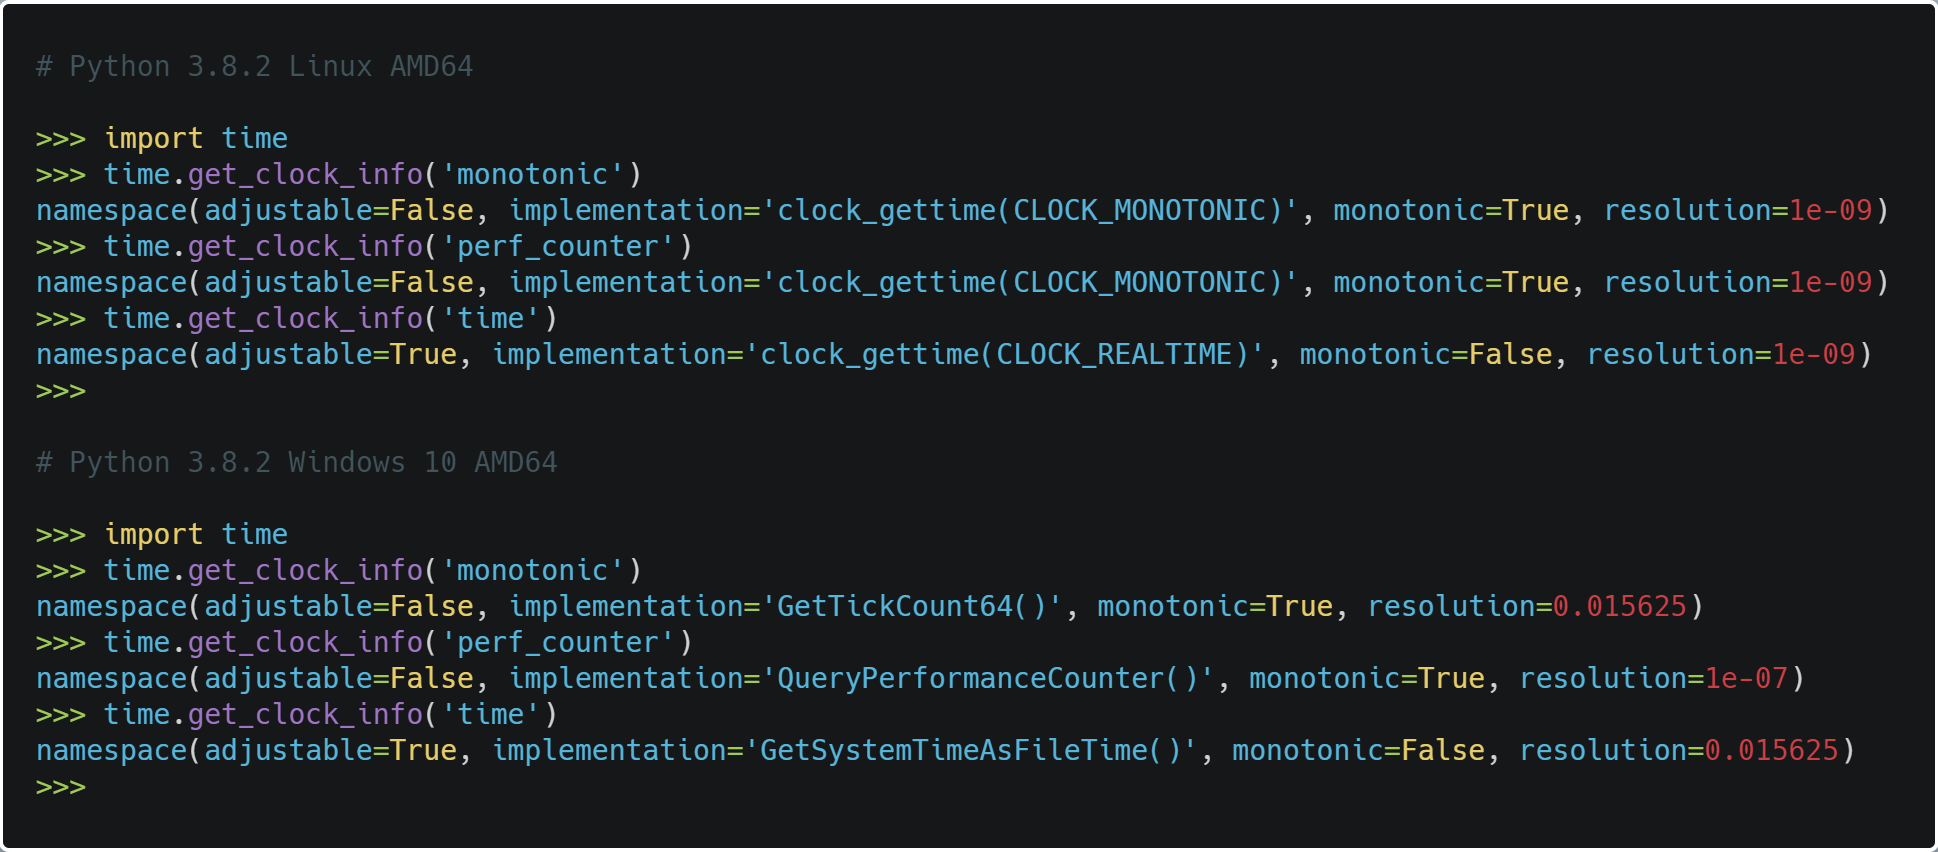 # Python 3.8.2 Linux AMD64
>>> import time
>>> time.get_clock_info('monotonic')
namespace(adjustable=False, implementation='clock_gettime(CLOCK_MONOTONIC)', monotonic=True, resolution=1e-09)
>>> time.get_clock_info('perf_counter')
namespace(adjustable=False, implementation='clock_gettime(CLOCK_MONOTONIC)', monotonic=True, resolution=1e-09)
>>> time.get_clock_info('time')
namespace(adjustable=True, implementation='clock_gettime(CLOCK_REALTIME)', monotonic=False, resolution=1e-09)
>>>
# Python 3.8.2 Windows 10 AMD64
>>> import time
>>> time.get_clock_info('monotonic')
namespace(adjustable=False, implementation='GetTickCount64()', monotonic=True, resolution=0.015625)
>>> time.get_clock_info('perf_counter')
namespace(adjustable=False, implementation='QueryPerformanceCounter()', monotonic=True, resolution=1e-07)
>>> time.get_clock_info('time')
namespace(adjustable=True, implementation='GetSystemTimeAsFileTime()', monotonic=False, resolution=0.015625)
>>>